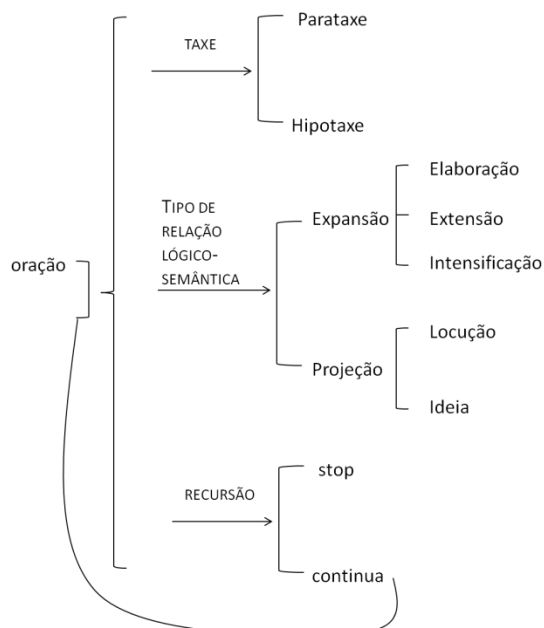 Parataxe
TAXE
Hipotaxe
Elaboração
TIPO DE
RELAÇÃO
LÓGICO-
SEMÂNTICA
Expansão
Extensão
Intensificação
oração
Locução
Projeção
Ideia
stop
RECURSÃO
continua